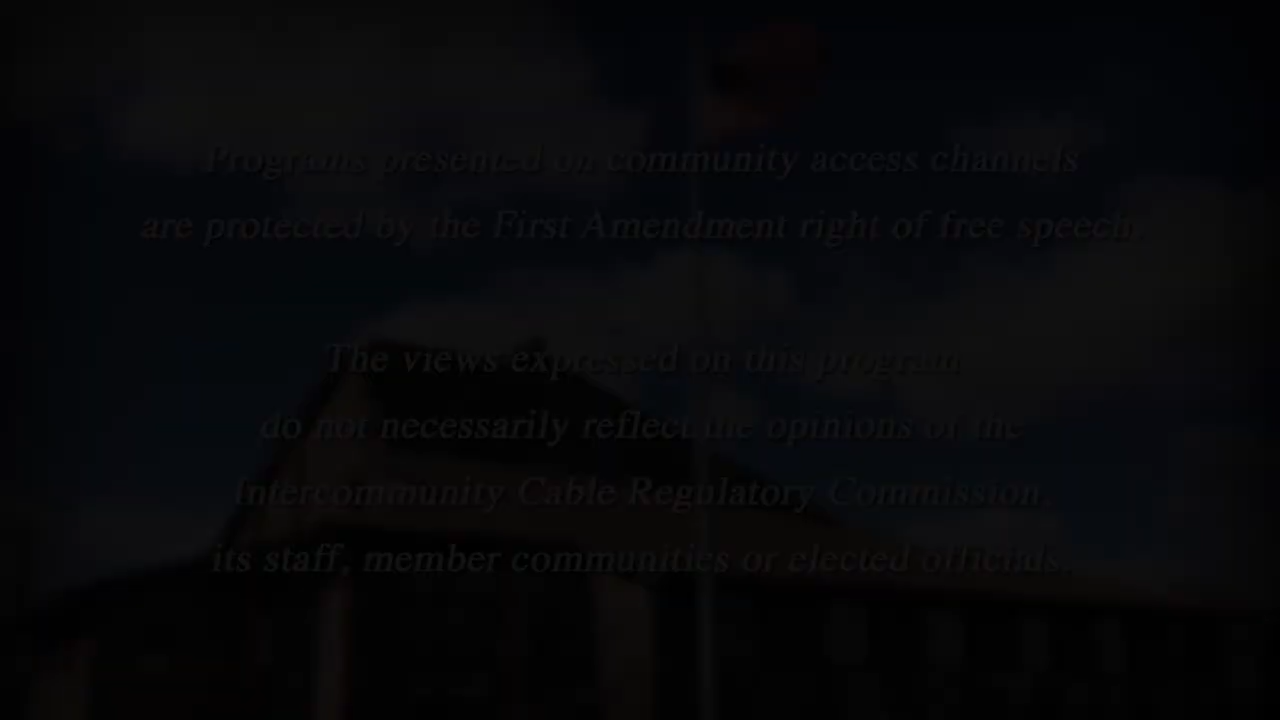 Programs presented on community access channels
are protected by the First Amendment right of free speech.
The views expressed on this program
do not necessarily reflect the opinions of the
Intercommunity Cable Regulatory Commission,
its staff, member communities or elected officials.